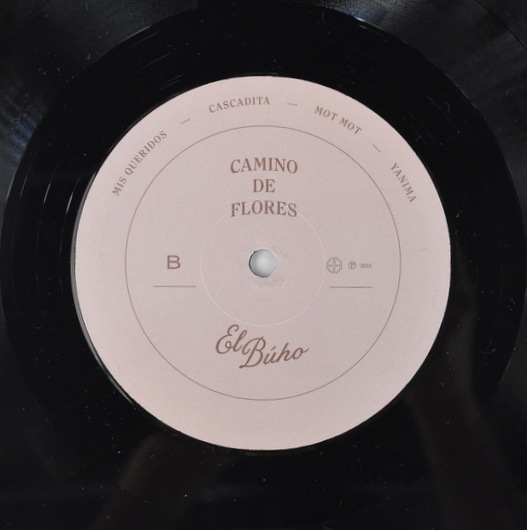 MIS QUERIDOS — CASCADITA — MOT MOT — YANIMA
CAMINO
DE
FLORES
B
℗
El Búho